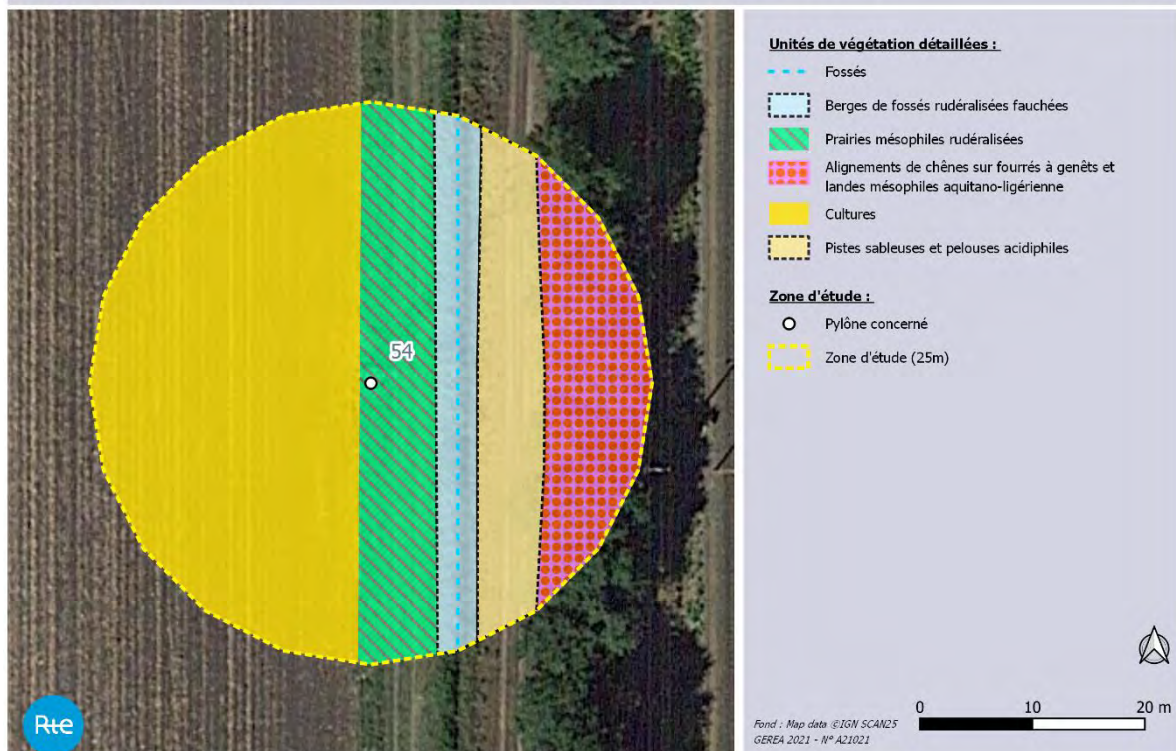 54
Rte
Unités de végétation détaillées :
Fossés
Berges de fossés rudéralisées fauchées
Prairies mésophiles rudéralisées
Alignements de chênes sur fourrés à genêts et
landes mésophiles aquitano-ligérienne
Cultures
Pistes sableuses et pelouses acidiphiles
Zone d'étude :
Pylône concerné
Zone d'étude (25m)
0 10 20 m
Fond : Map data ©IGN SCAN25
GEREA 2021 - N° A21021